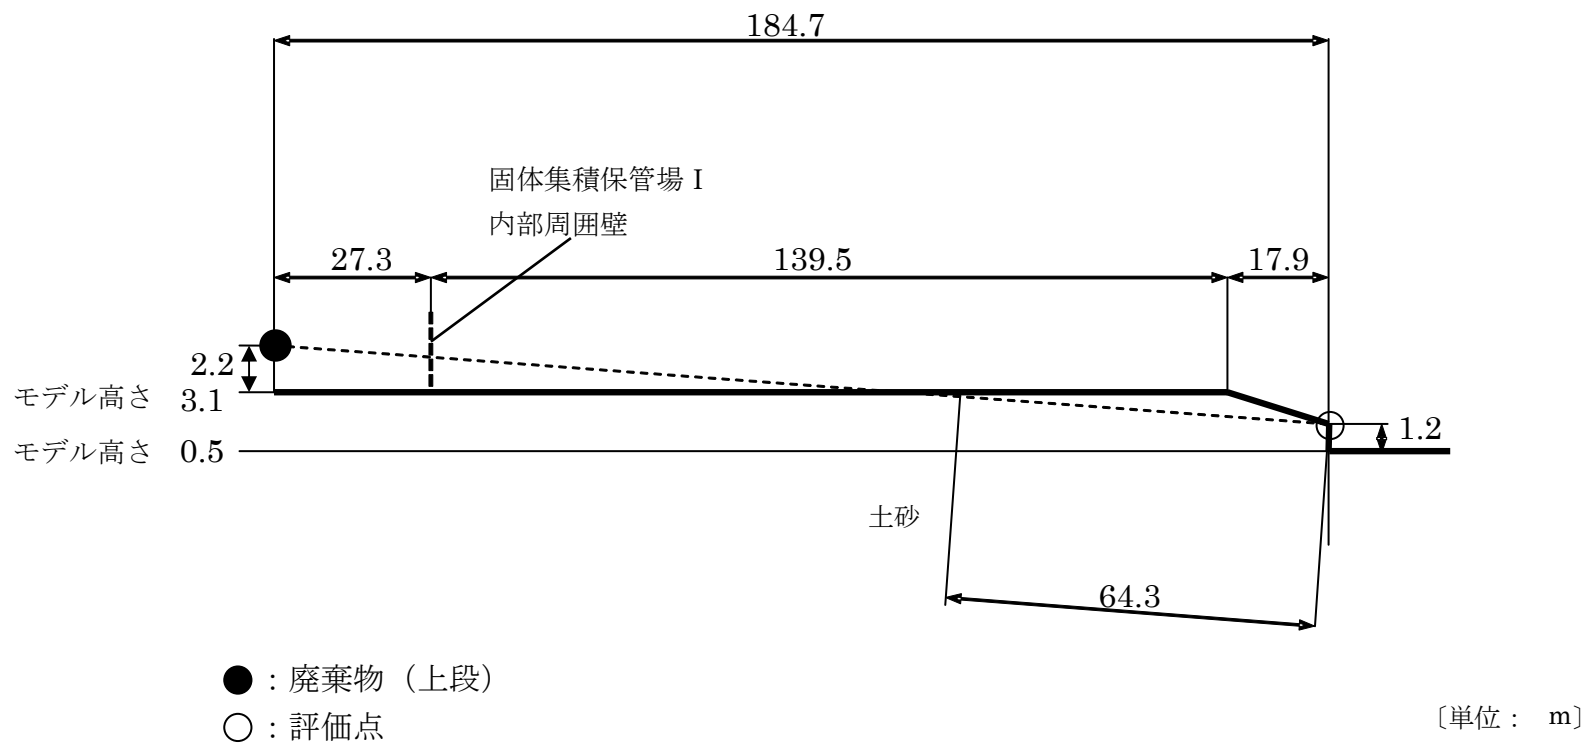 184.7
固体集積保管場 I
内部周囲壁
27.3
139.5
17.9
2.2
モデル高さ 3.1
1.2
モデル高さ 0.5
土砂
64.3
●：廃棄物（上段）
○：評価点
〔単位： m〕